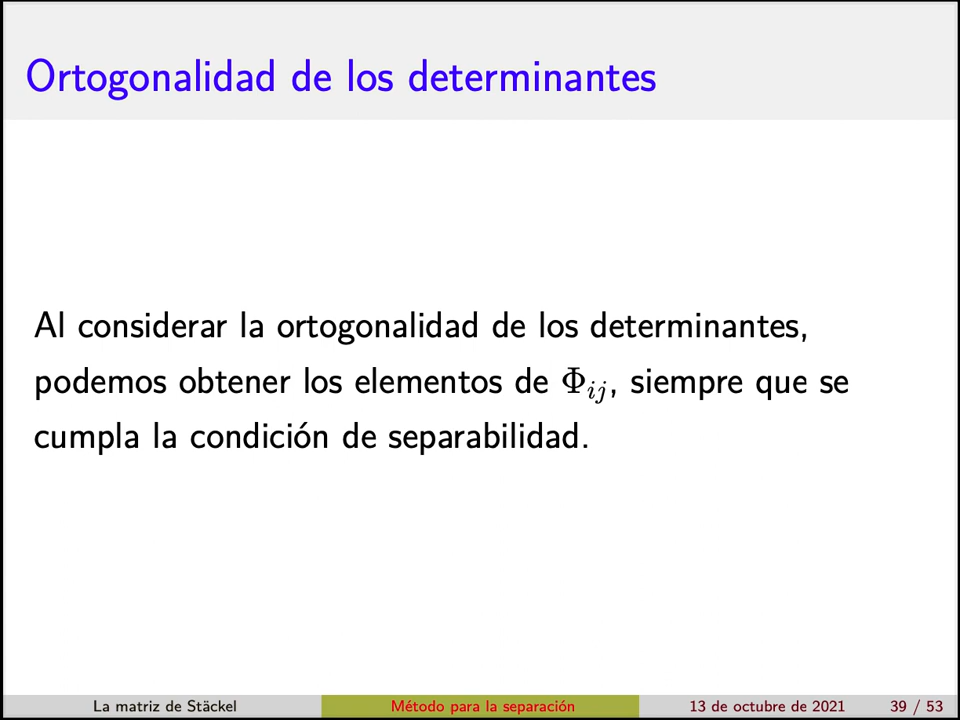 Ortogonalidad de los determinantes
Al considerar la ortogonalidad de los determinantes,
podemos obtener los elementos de Φᵢⱼ, siempre que se
cumpla la condición de separabilidad.
La matriz de Stäckel Método para la separación 13 de octubre de 2021 39 / 53